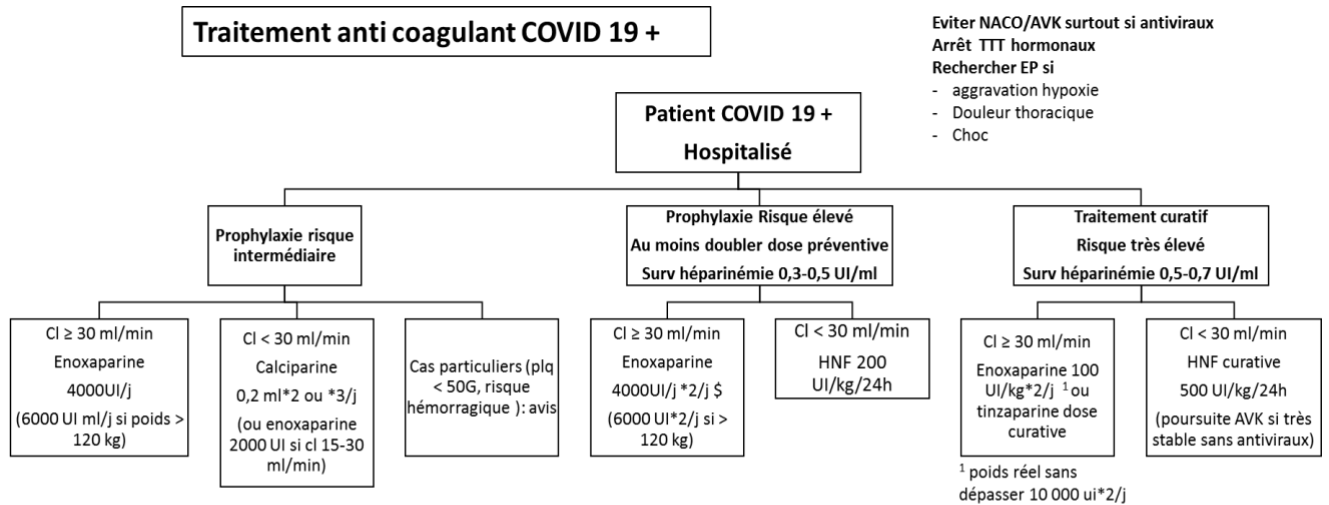 Traitement anti coagulant COVID 19 +
Eviter NACO/AVK surtout si antiviraux
Arrêt TTT hormonaux
Rechercher EP si
- aggravation hypoxie
- Douleur thoracique
- Choc
Patient COVID 19 +
Hospitalisé
Prophylaxie risque
intermédiaire
Prophylaxie Risque élevé
Au moins doubler dose préventive
Surv héparinémie 0,3-0,5 UI/ml
Traitement curatif
Risque très élevé
Surv héparinémie 0,5-0,7 UI/ml
Cl ≥ 30 ml/min
Enoxaparine
4000UI/j
(6000 UI ml/j si poids >
120 kg)
Cl < 30 ml/min
Calciparine
0,2 ml*2 ou *3/j
(ou enoxaparine
2000 UI si cl 15-30
ml/min)
Cas particuliers (plq
< 50G, risque
hémorragique ): avis
Cl ≥ 30 ml/min
Enoxaparine
4000UI/j *2/j $
(6000 UI*2/j si >
120 kg)
Cl < 30 ml/min
HNF 200
UI/kg/24h
Cl ≥ 30 ml/min
Enoxaparine 100
UI/kg*2/j ¹ ou
tinzaparine dose
curative
Cl < 30 ml/min
HNF curative
500 UI/kg/24h
(poursuite AVK si très
stable sans antiviraux)
¹ poids réel sans
dépasser 10 000 ui*2/j